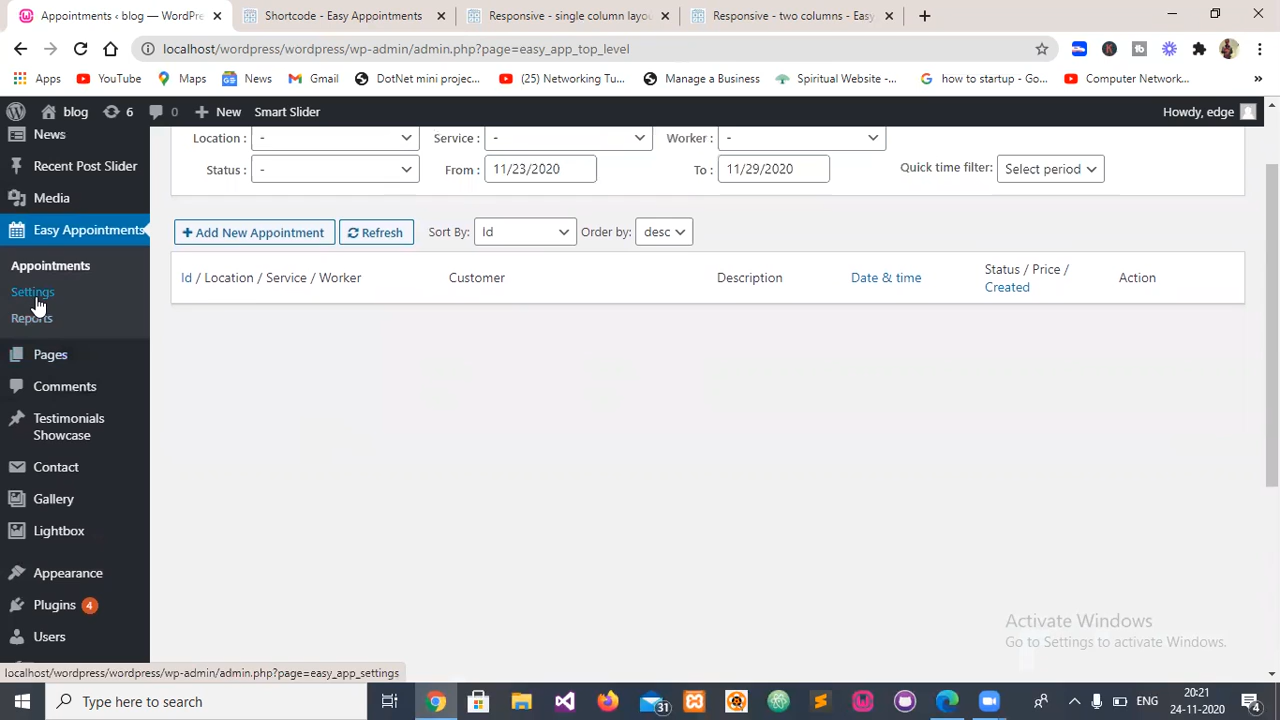 Appointments ‹ blog — WordPre
Shortcode - Easy Appointments
Responsive - single column layou
Responsive - two columns - Easy
localhost/wordpress/wordpress/wp-admin/admin.php?page=easy_app_top_level
Apps
YouTube
Maps
News
Gmail
DotNet mini projec...
(25) Networking Tu...
Manage a Business
Spiritual Website -...
how to startup - Go...
Computer Network...
blog
6
0
New
Smart Slider
Howdy, edge
News
Recent Post Slider
Media
Easy Appointments
Appointments
Settings
Reports
Pages
Comments
Testimonials
Showcase
Contact
Gallery
Lightbox
Appearance
Plugins 4
Users
Location : -
Service : -
Worker : -
Status : -
From : 11/23/2020
To : 11/29/2020
Quick time filter: Select period
+ Add New Appointment
Refresh
Sort By: Id
Order by: desc
Id / Location / Service / Worker
Customer
Description
Date & time
Status / Price /
Created
Action
Activate Windows
Go to Settings to activate Windows.
localhost/wordpress/wordpress/wp-admin/admin.php?page=easy_app_settings
Type here to search
31
ENG
20:21
24-11-2020
4